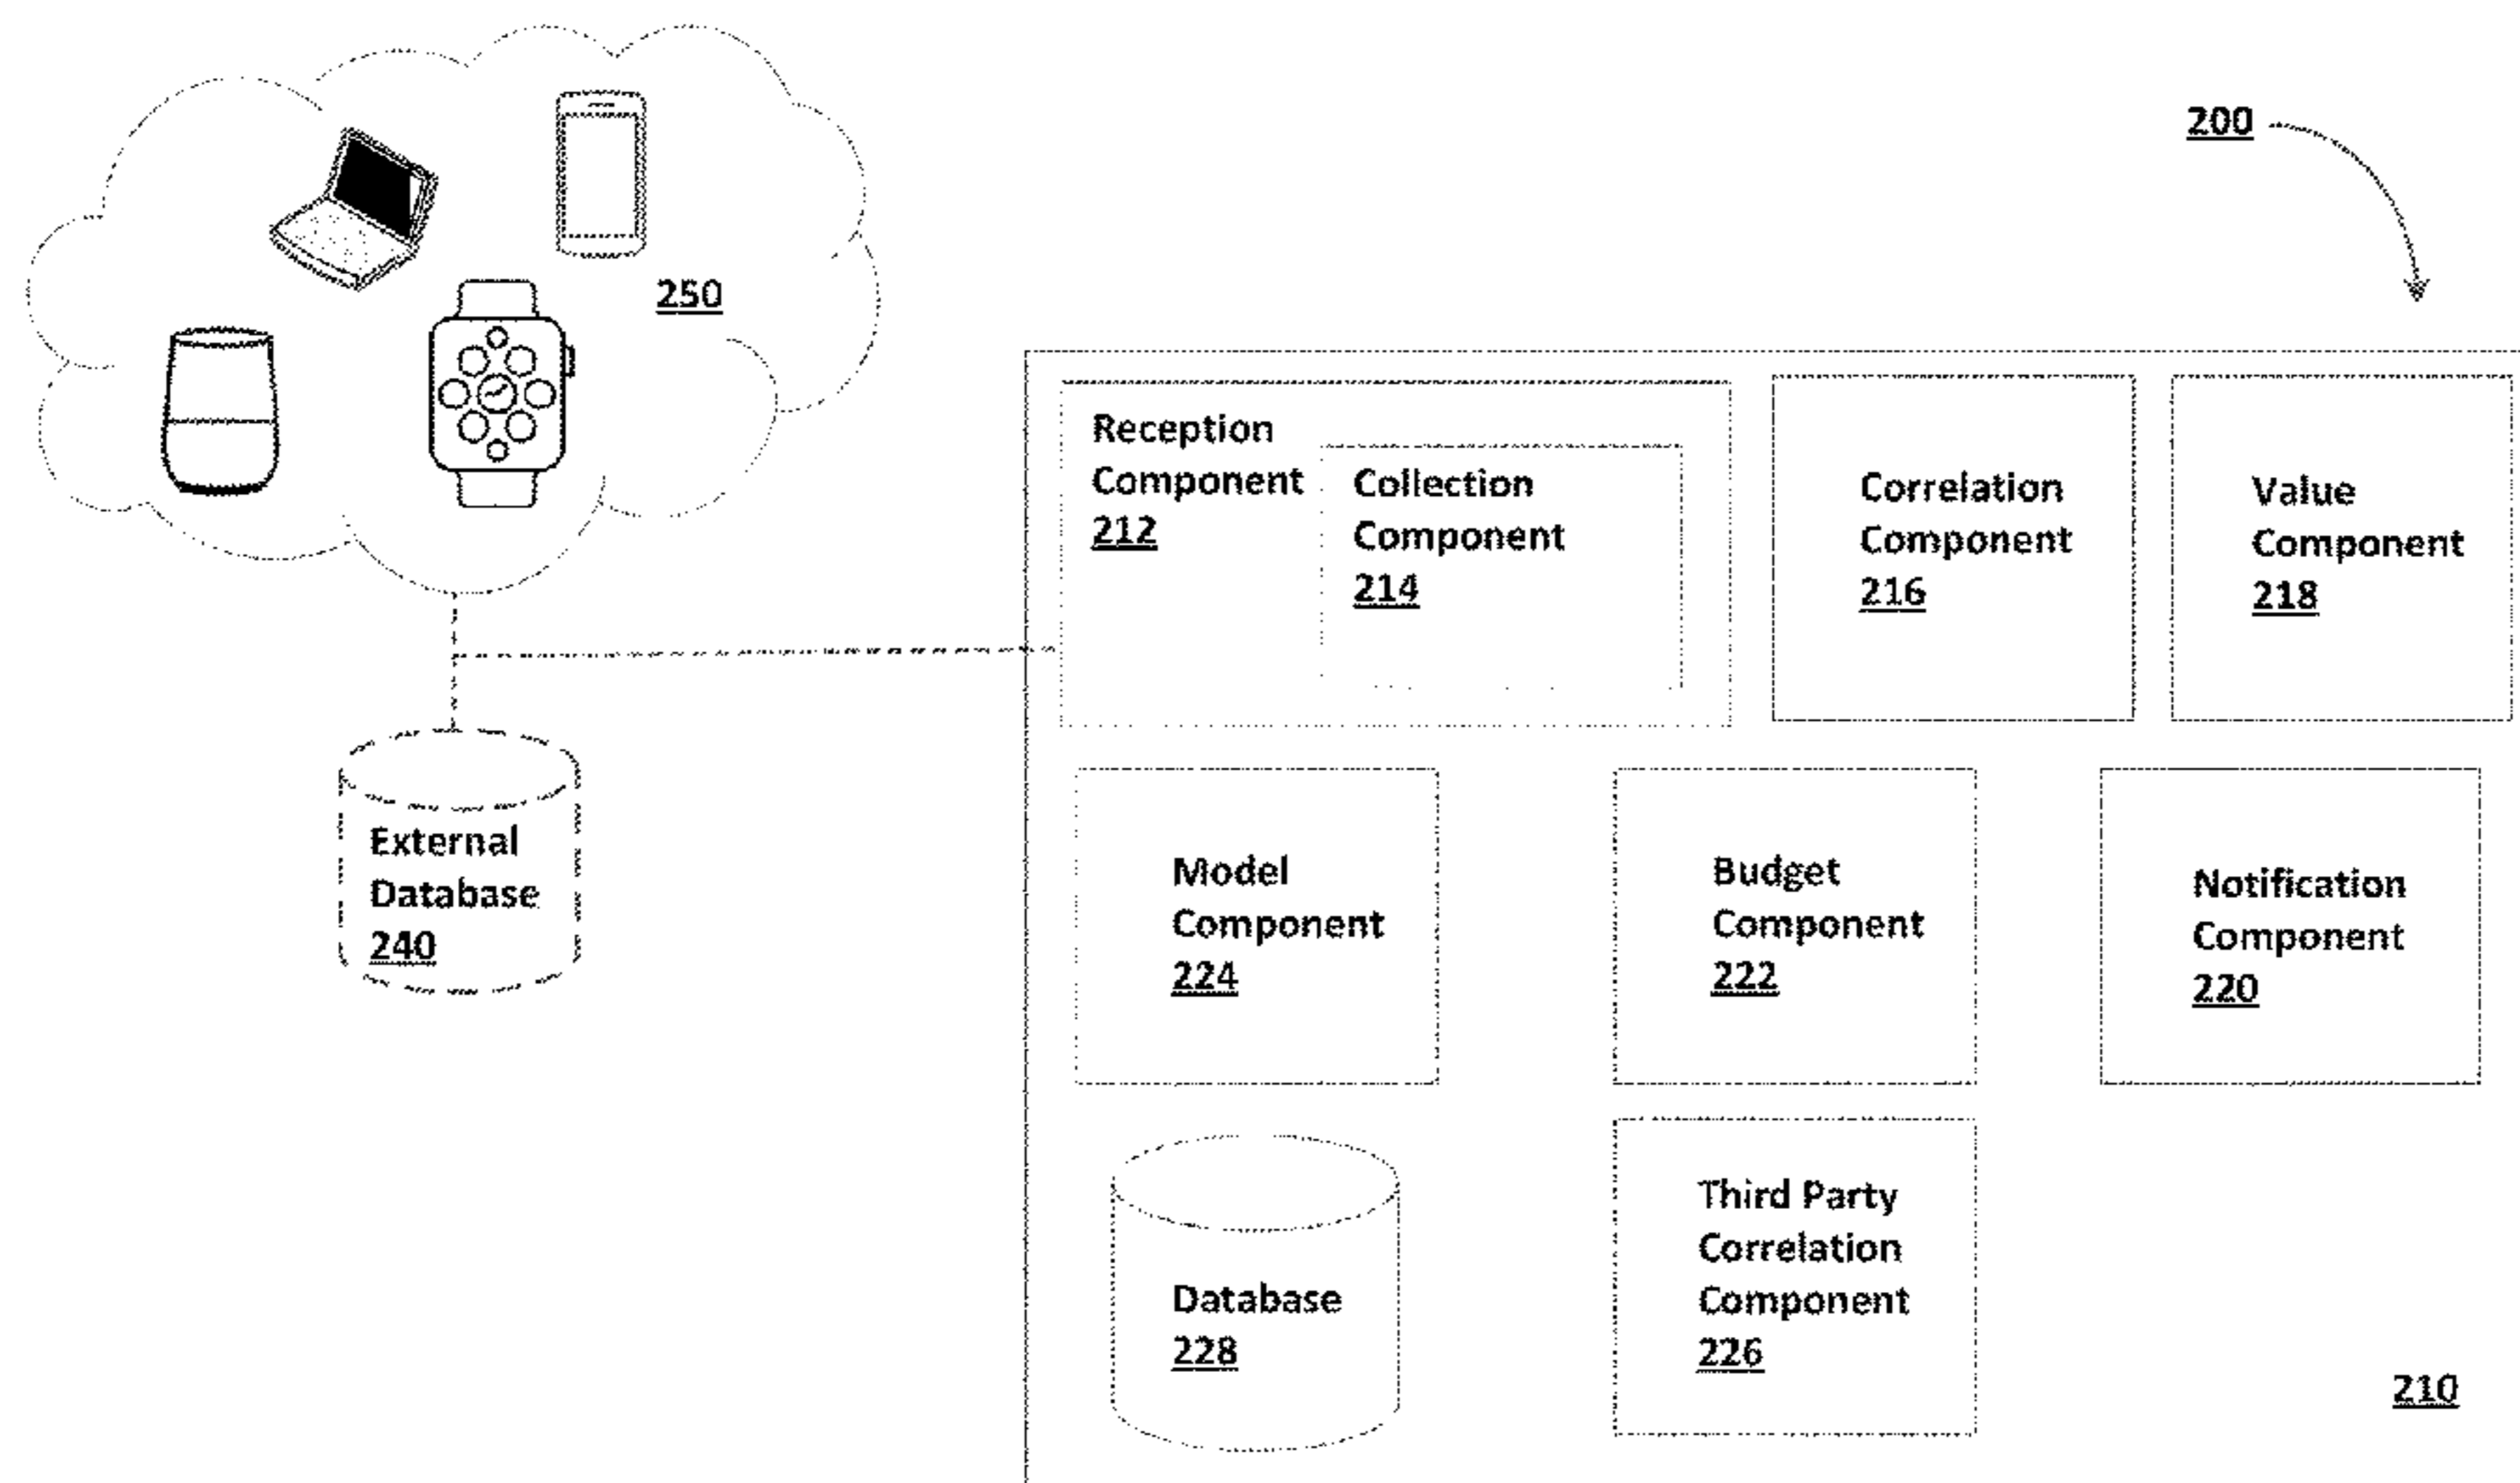 200
250
Reception
Component
212
Collection
Component
214
Correlation
Component
216
Value
Component
218
External
Database
240
Model
Component
224
Budget
Component
222
Notification
Component
220
Database
228
Third Party
Correlation
Component
226
210